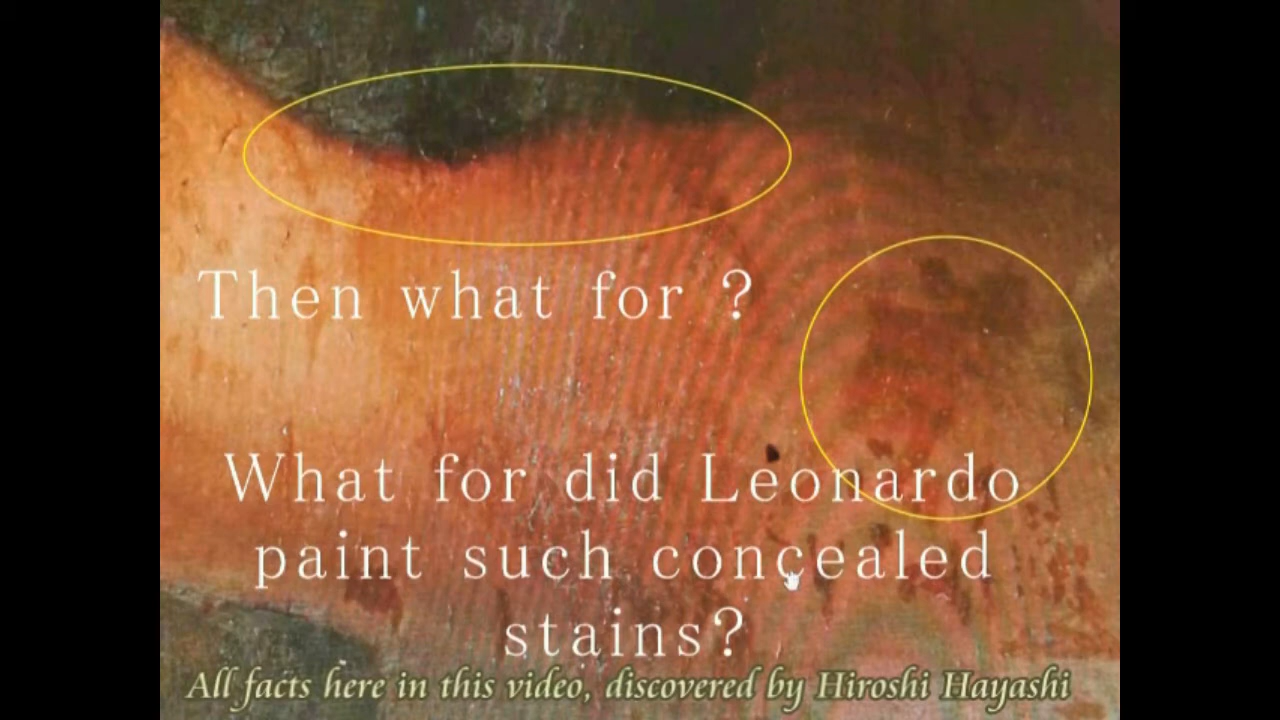 Then what for ?
What for did Leonardo
paint such concealed
stains?
All facts here in this video, discovered by Hiroshi Hayashi